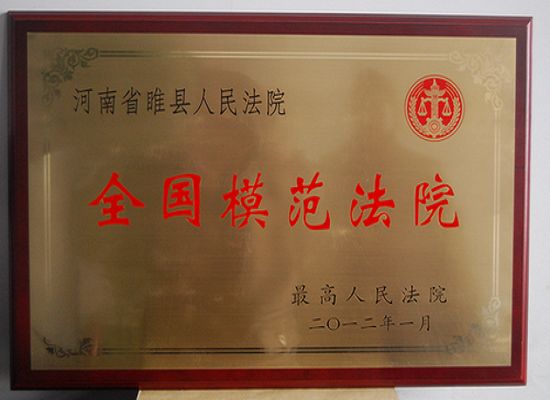 河南省睢县人民法院
全国模范法院
最高人民法院
二〇一二年一月